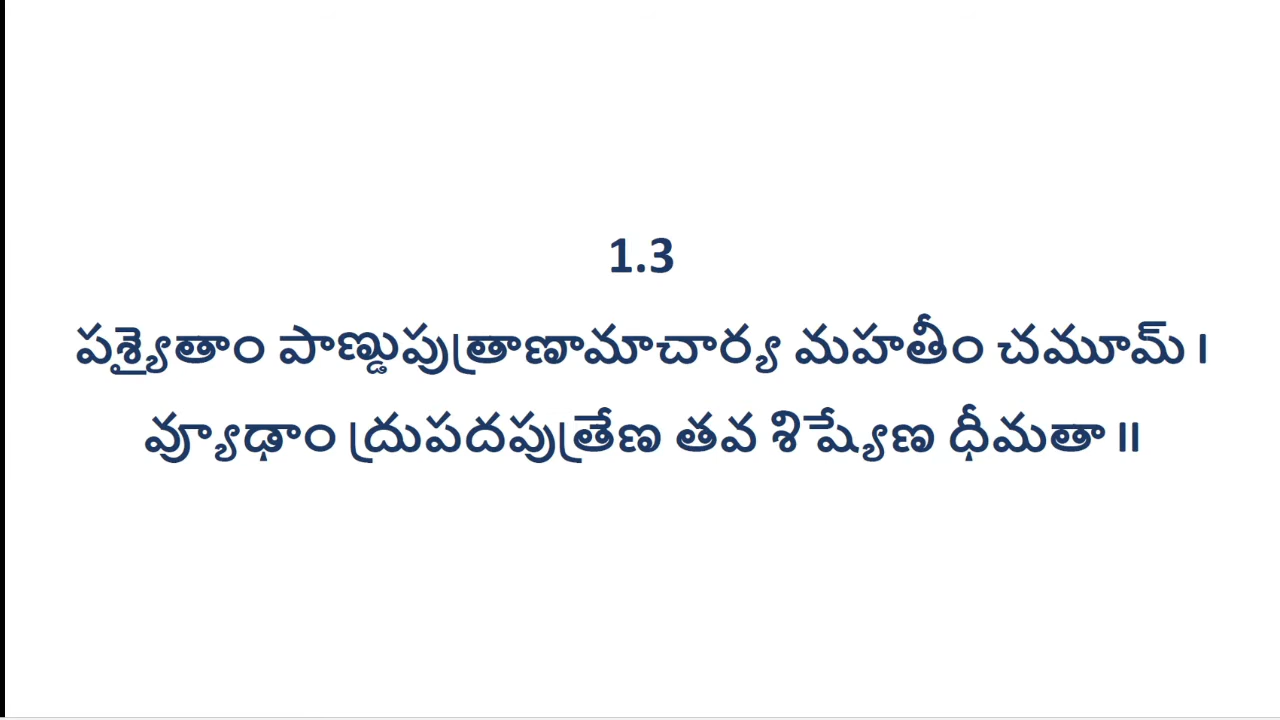 1.3
పశ్యైతాం పాణ్డుపుత్రాణామాచార్య మహతీం చమూమ్ ।
వ్యూఢాం ద్రుపదపుత్రేణ తవ శిష్యేణ ధీమతా ॥